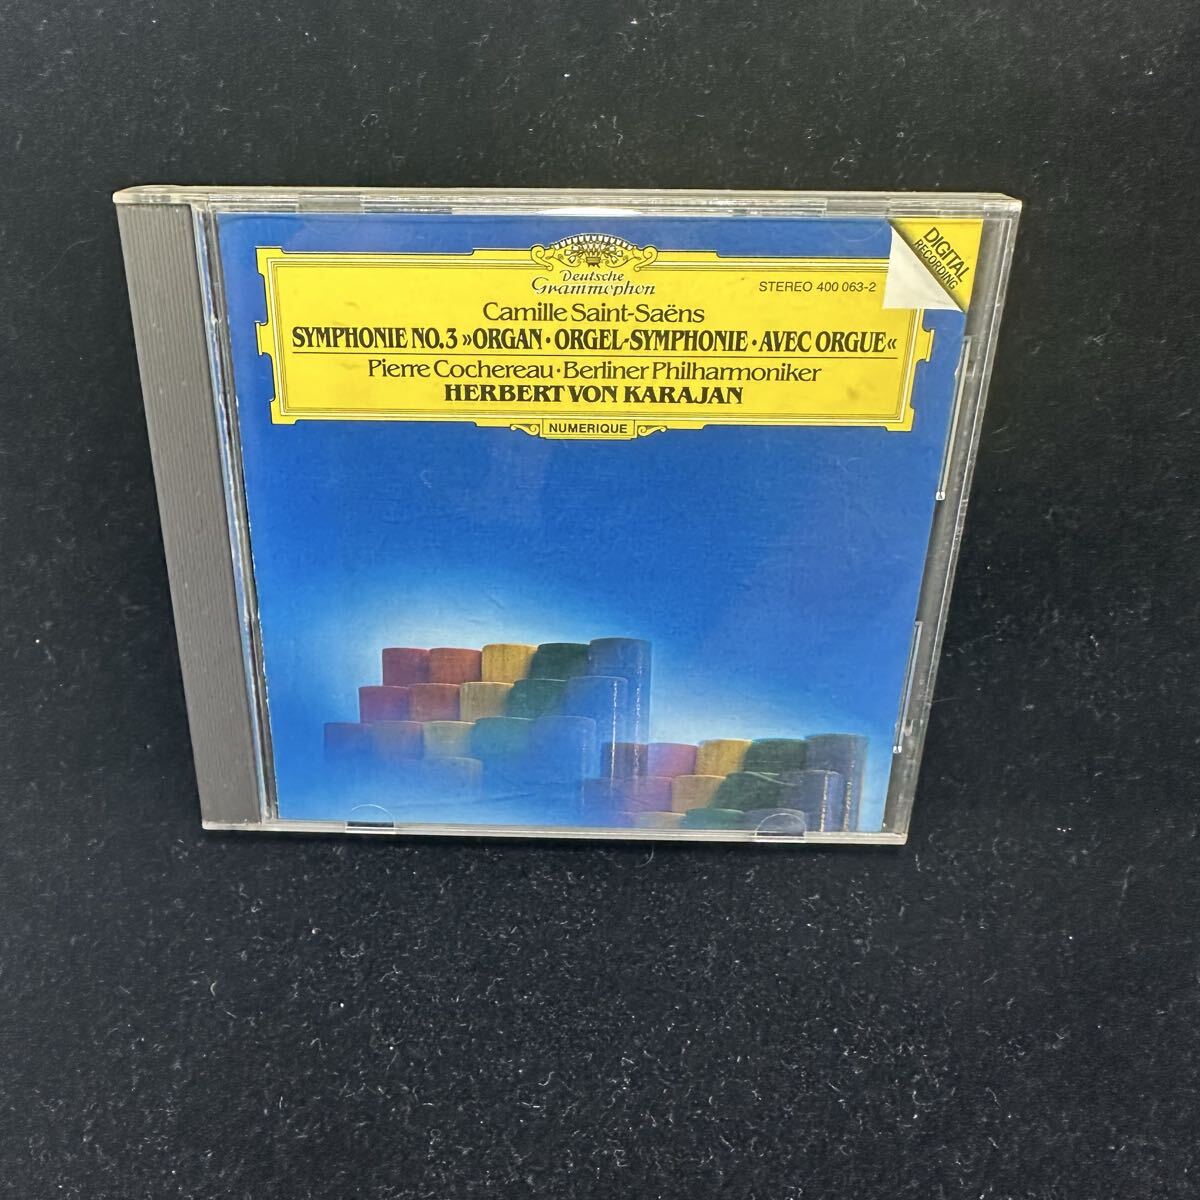 DIGITAL
RECORDING
Deutsche
Grammophon
STEREO 400 063-2
Camille Saint-Saëns
SYMPHONIE NO.3 »ORGAN · ORGEL-SYMPHONIE · AVEC ORGUE«
Pierre Cochereau · Berliner Philharmoniker
HERBERT VON KARAJAN
NUMERIQUE